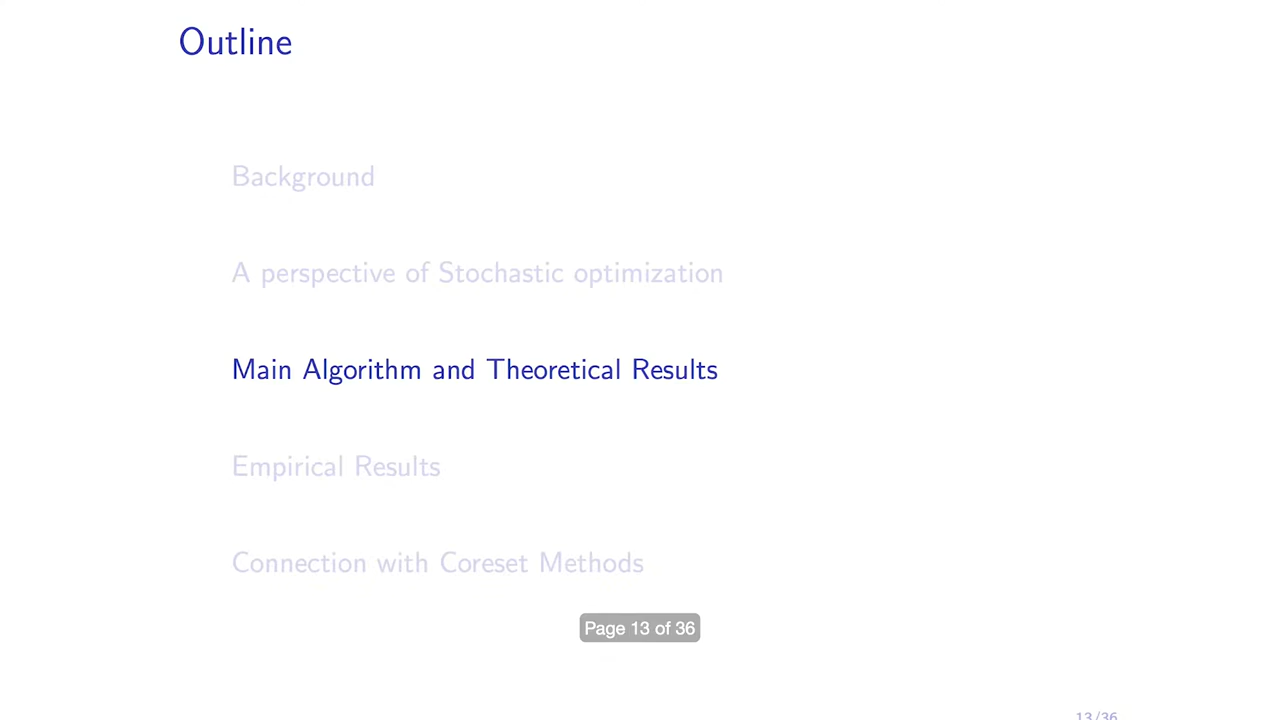 Outline
Background
A perspective of Stochastic optimization
Main Algorithm and Theoretical Results
Empirical Results
Connection with Coreset Methods
Page 13 of 36
13/36